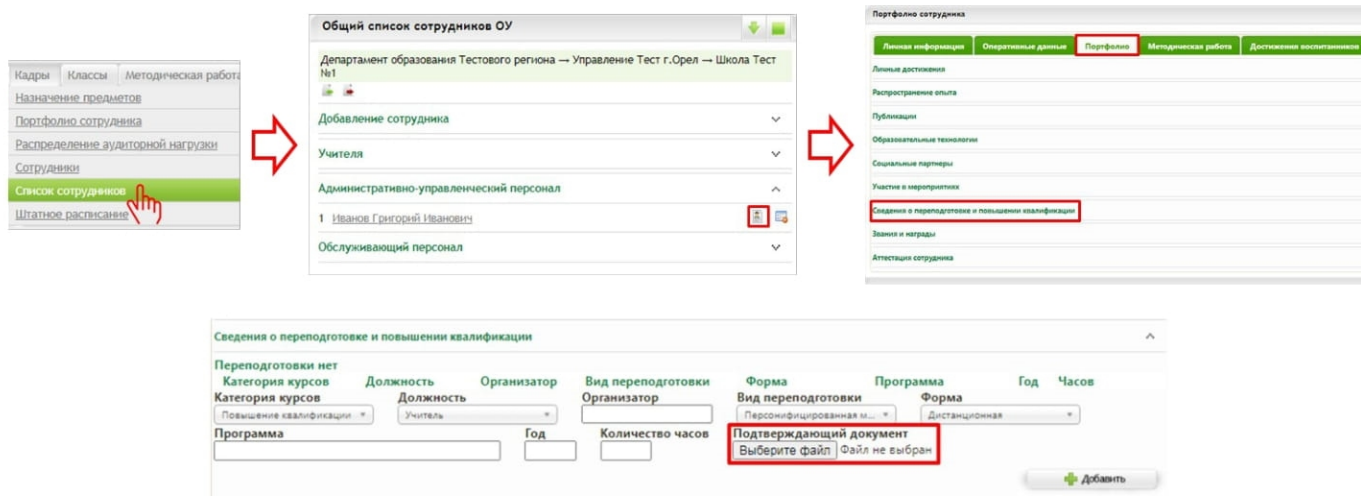 Кадры Классы Методическая работа
Назначение предметов
Портфолио сотрудника
Распределение аудиторной нагрузки
Сотрудники
Список сотрудников
Штатное расписание
Общий список сотрудников ОУ
Департамент образования Тестового региона → Управление Тест г.Орел → Школа Тест
№1
Добавление сотрудника
Учителя
Административно-управленческий персонал
1 Иванов Григорий Иванович
Обслуживающий персонал
Портфолио сотрудника
Личная информация Оперативные данные Портфолио Методическая работа Достижения воспитанников
Личные достижения
Распространение опыта
Публикации
Образовательные технологии
Социальные партнеры
Участие в мероприятиях
Сведения о переподготовке и повышении квалификации
Звания и награды
Аттестация сотрудника
Сведения о переподготовке и повышении квалификации
Переподготовки нет
Категория курсов Должность Организатор Вид переподготовки Форма Программа Год Часов
Категория курсов Должность Организатор Вид переподготовки Форма
Повышение квалификации Учитель Персонифицированная м... Дистанционная
Программа Год Количество часов Подтверждающий документ
Выберите файл Файл не выбран
Добавить